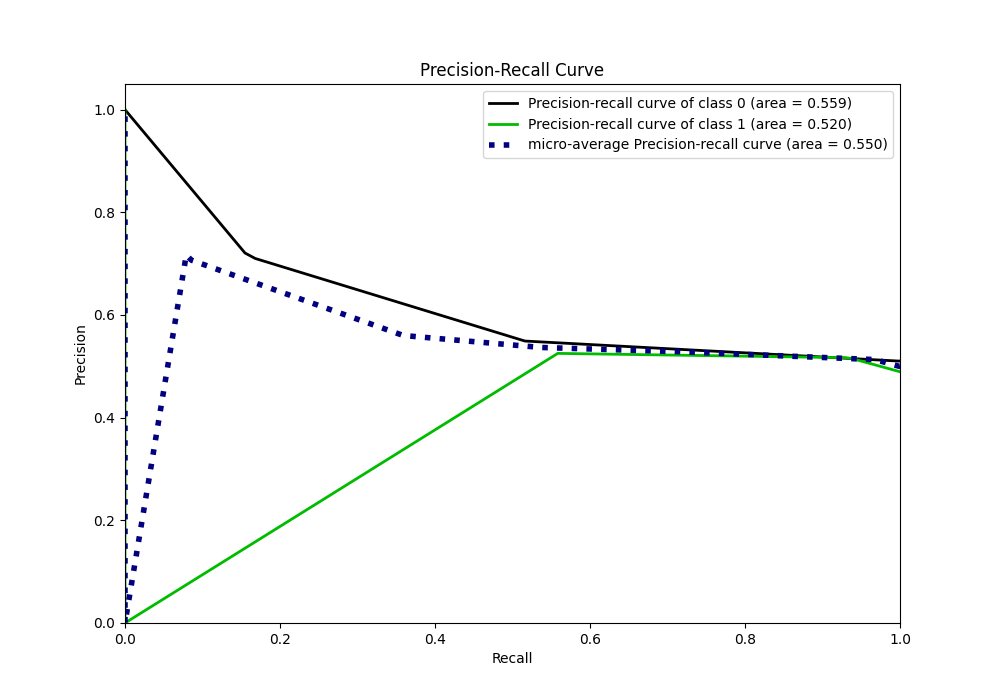 Precision-Recall Curve
Precision-recall curve of class 0 (area = 0.559)
Precision-recall curve of class 1 (area = 0.520)
micro-average Precision-recall curve (area = 0.550)
Precision
1.0
0.8
0.6
0.4
0.2
0.0
0.0 0.2 0.4 0.6 0.8 1.0
Recall